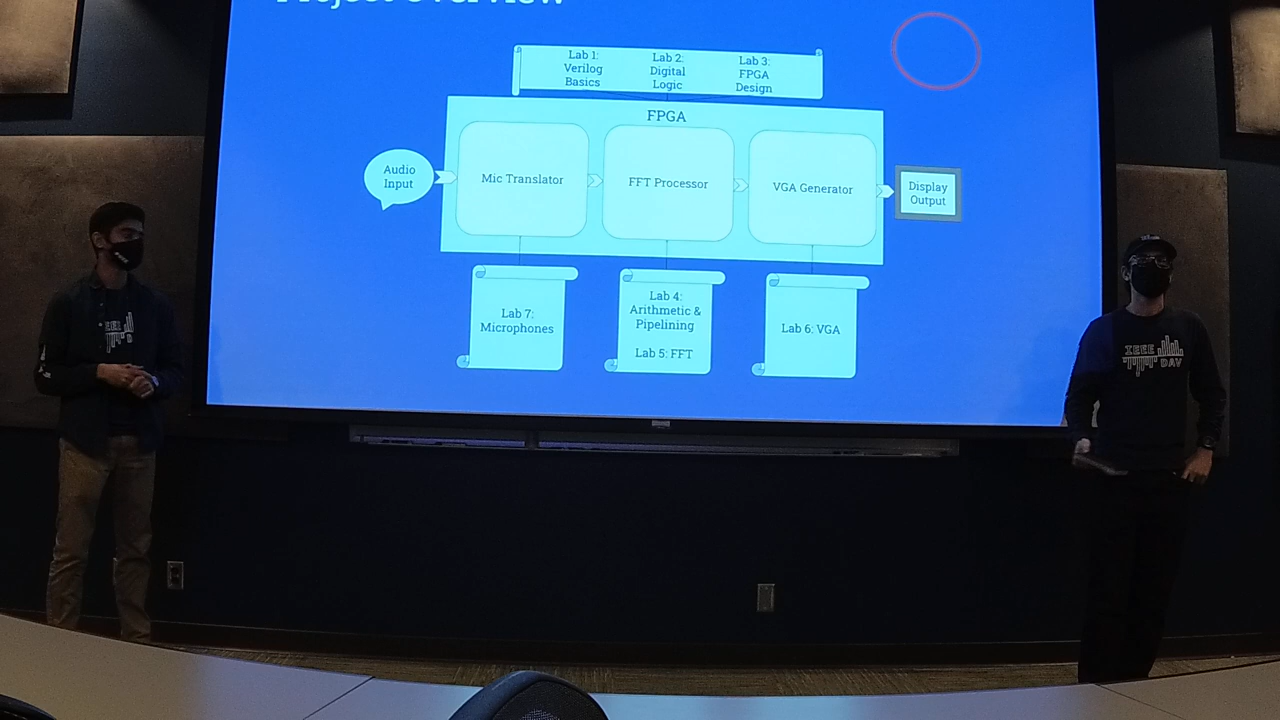 Project Overview
Lab 1:
Verilog
Basics
Lab 2:
Digital
Logic
Lab 3:
FPGA
Design
FPGA
Audio
Input
Mic Translator
FFT Processor
VGA Generator
Display
Output
Lab 7:
Microphones
Lab 4:
Arithmetic &
Pipelining
Lab 5: FFT
Lab 6: VGA
IEEE
DAV